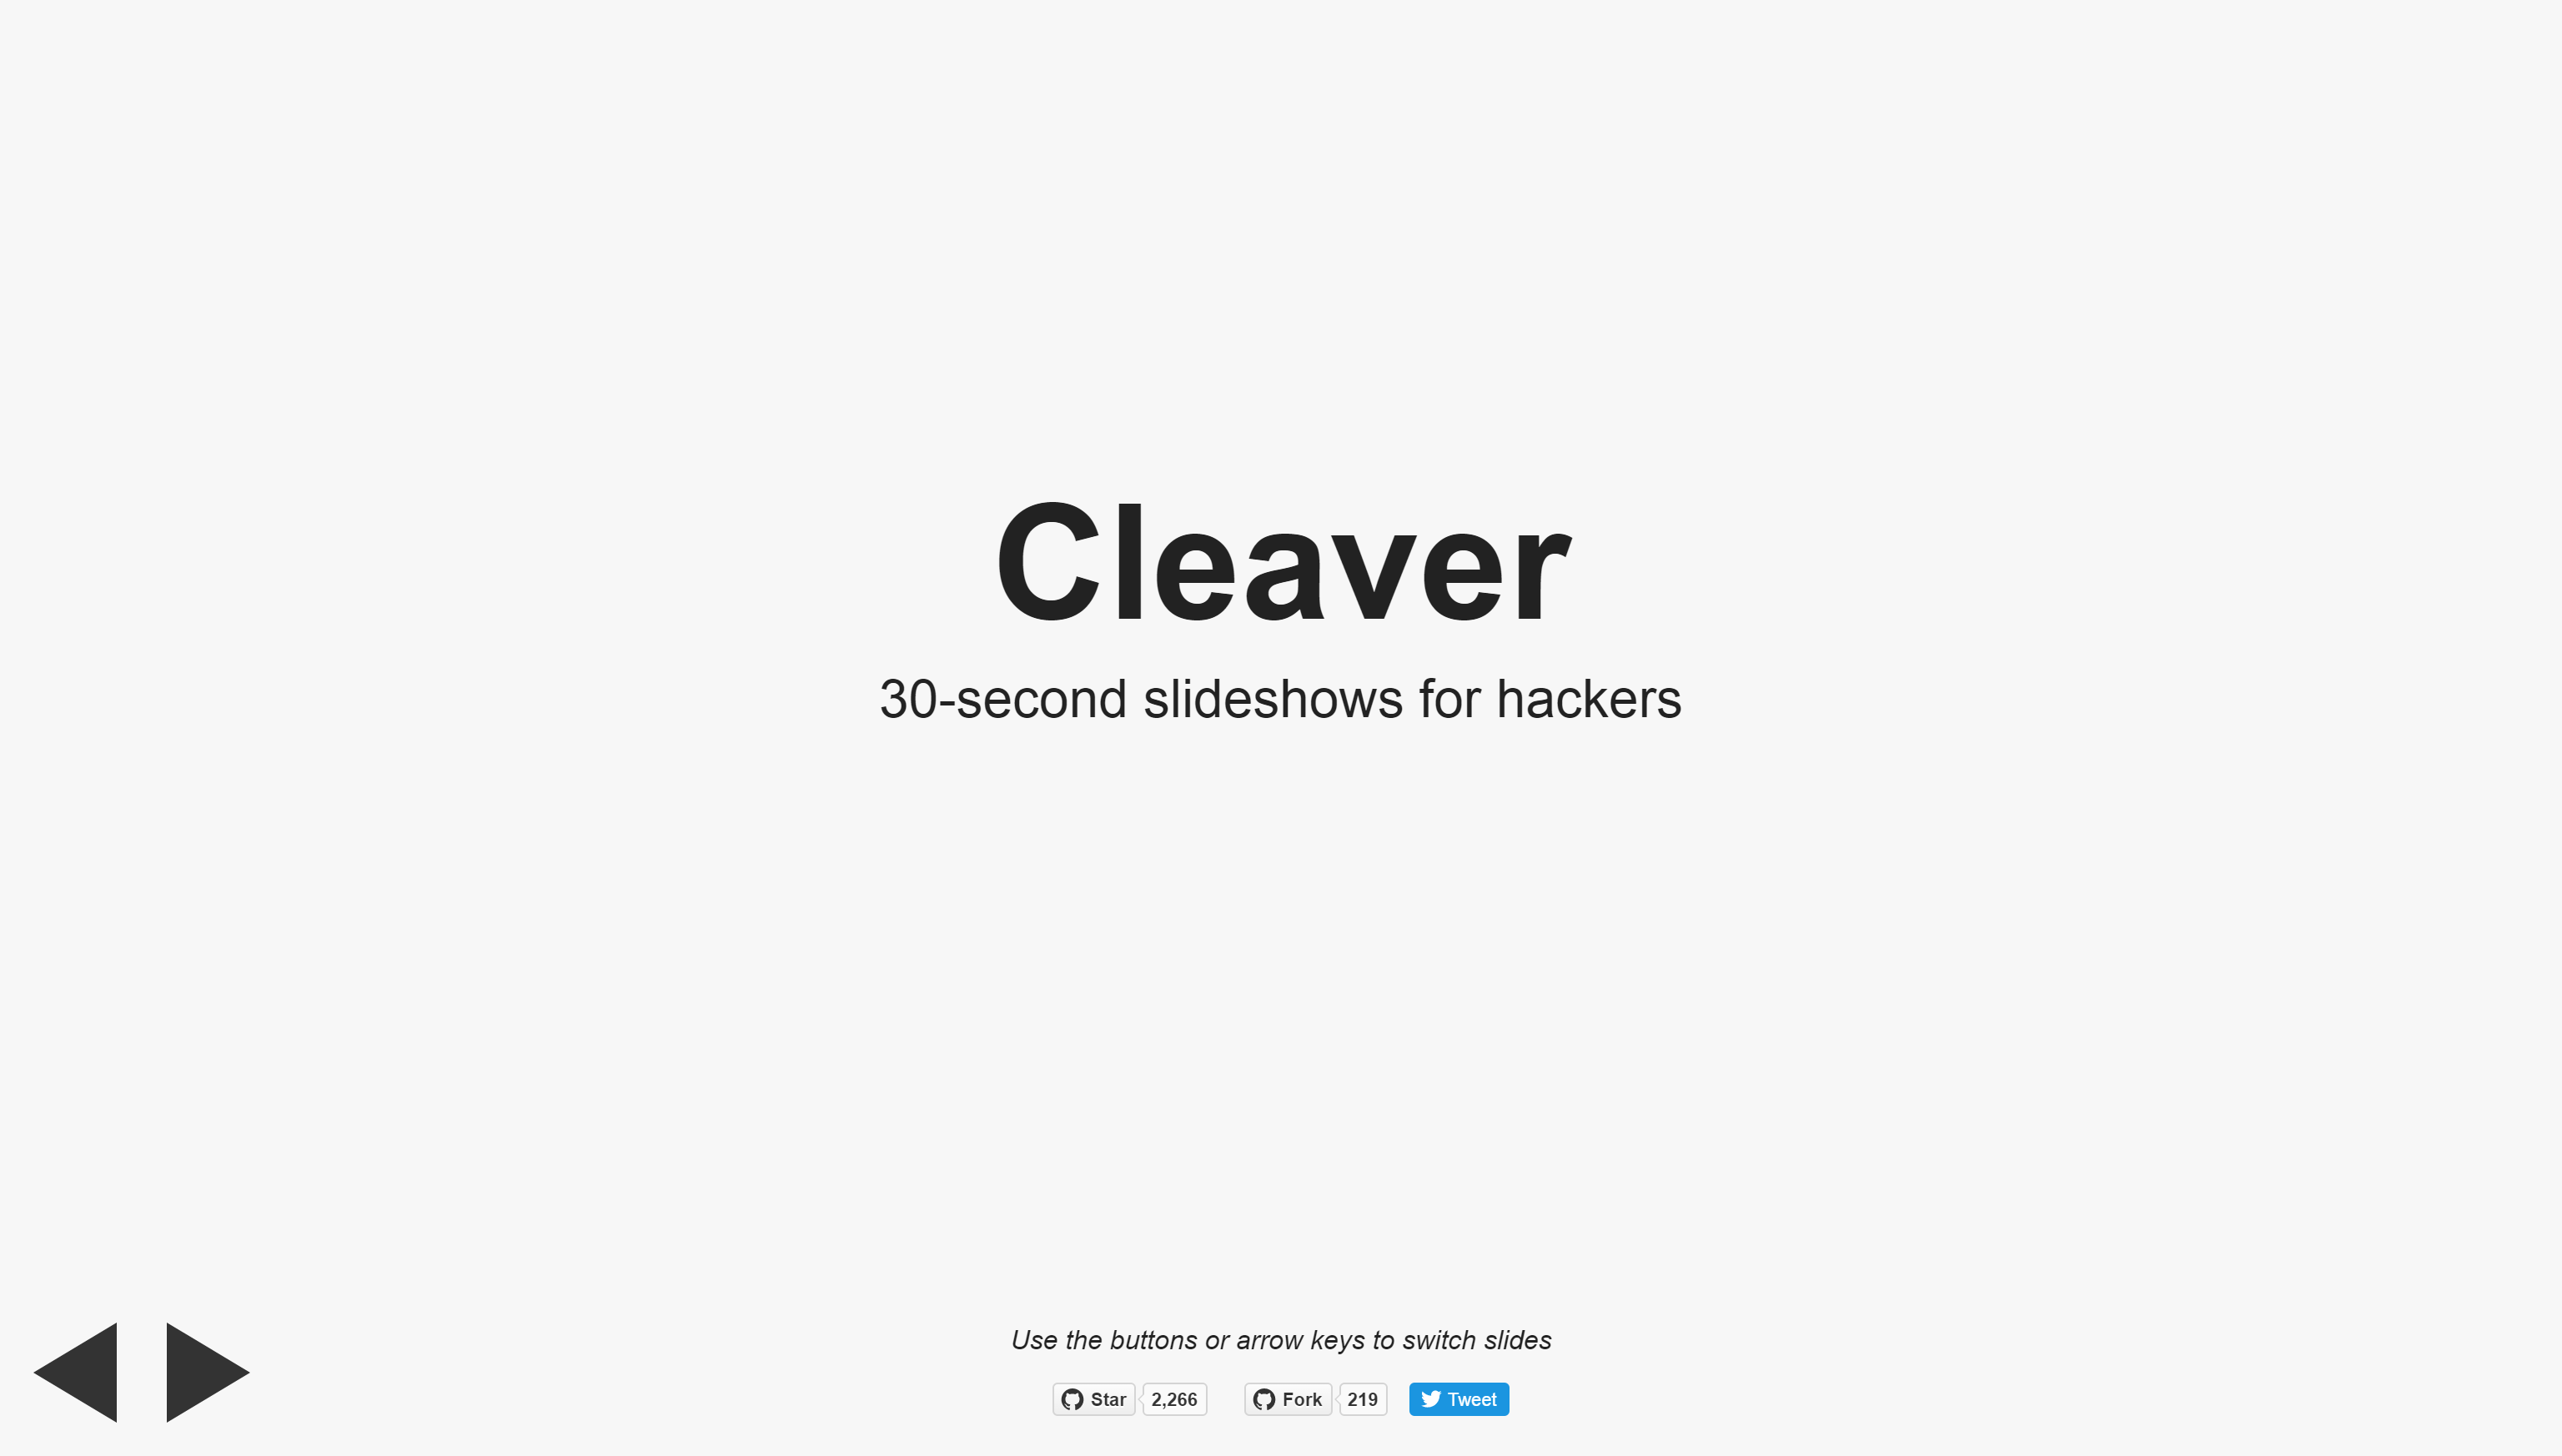 Cleaver
30-second slideshows for hackers
Use the buttons or arrow keys to switch slides
Star 2,266 Fork 219 Tweet